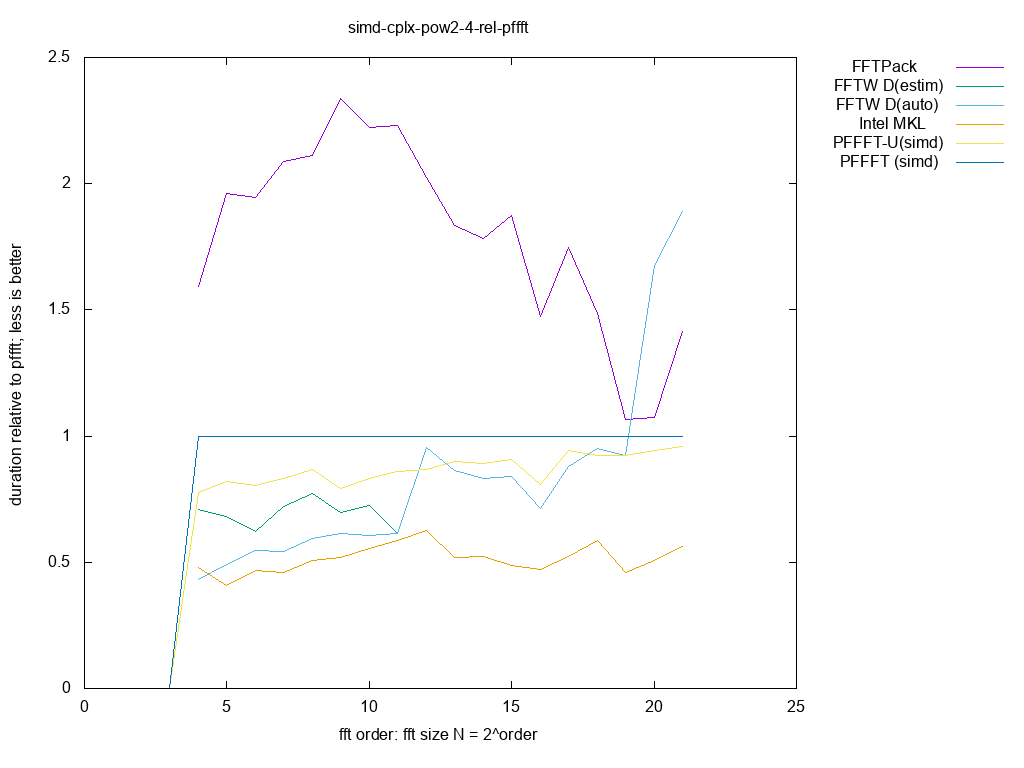 simd-cplx-pow2-4-rel-pffft
FFTPack
FFTW D(estim)
FFTW D(auto)
Intel MKL
PFFFT-U(simd)
PFFFT (simd)
duration relative to pffft; less is better
2.5
2
1.5
1
0.5
0
0
5
10
15
20
25
fft order: fft size N = 2^order